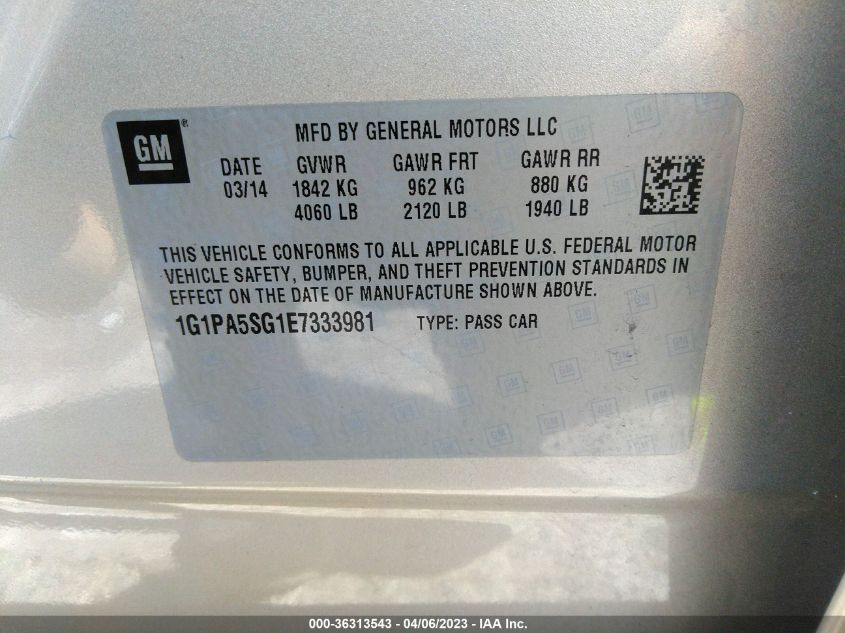 GM®
MFD BY GENERAL MOTORS LLC
DATE GVWR GAWR FRT GAWR RR
03/14 1842 KG 962 KG 880 KG
4060 LB 2120 LB 1940 LB
THIS VEHICLE CONFORMS TO ALL APPLICABLE U.S. FEDERAL MOTOR
VEHICLE SAFETY, BUMPER, AND THEFT PREVENTION STANDARDS IN
EFFECT ON THE DATE OF MANUFACTURE SHOWN ABOVE.
1G1PA5SG1E7333981 TYPE: PASS CAR
000-36313543 - 04/06/2023 - IAA Inc.